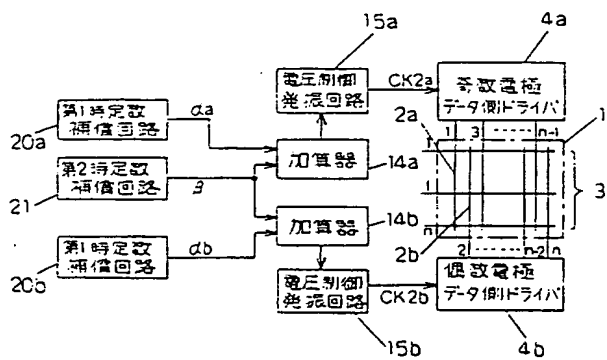 15a
4a
電圧制御
発振回路
CK2a
奇数電極
データ側ドライバ
第1時定数
補償回路
αa
20a
加算器
14a
2a
1 3 n-1
1
1
i
n
3
第2時定数
補償回路
β
21
加算器
14b
2b
2 n-2 n
第1時定数
補償回路
αb
20b
電圧制御
発振回路
CK2b
偶数電極
データ側ドライバ
15b
4b